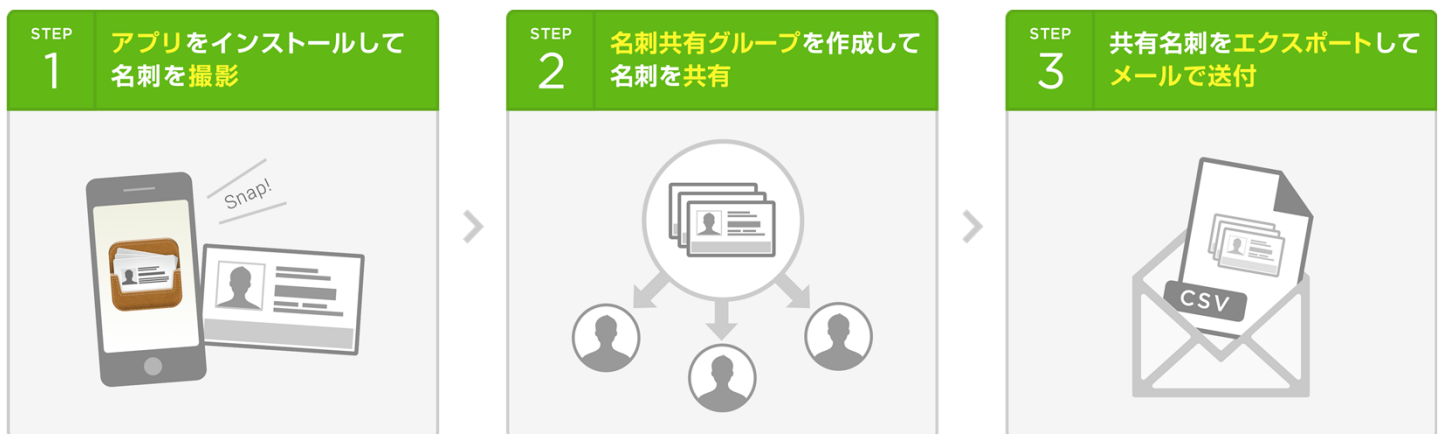 STEP
1
アプリをインストールして
名刺を撮影
Snap!
STEP
2
名刺共有グループを作成して
名刺を共有
STEP
3
共有名刺をエクスポートして
メールで送付
CSV